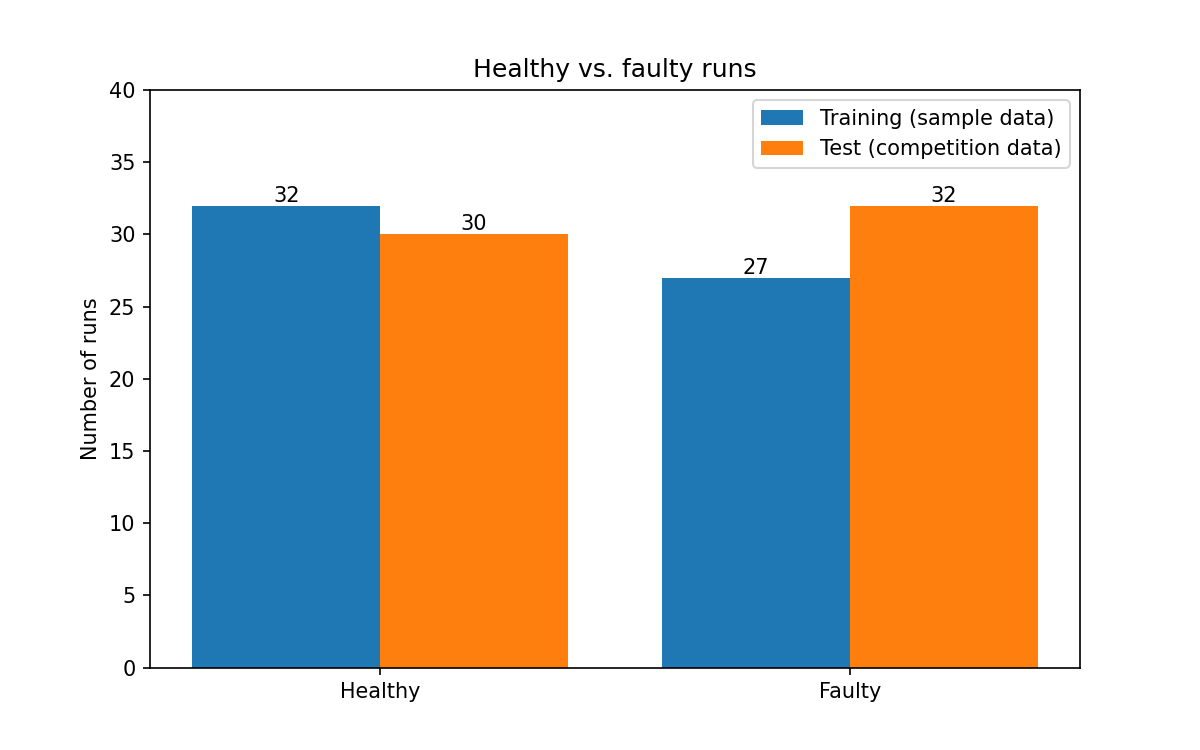 Healthy vs. faulty runs
40
35
30
25
20
15
10
5
0
Number of runs
Training (sample data)
Test (competition data)
32
30
27
32
Healthy
Faulty